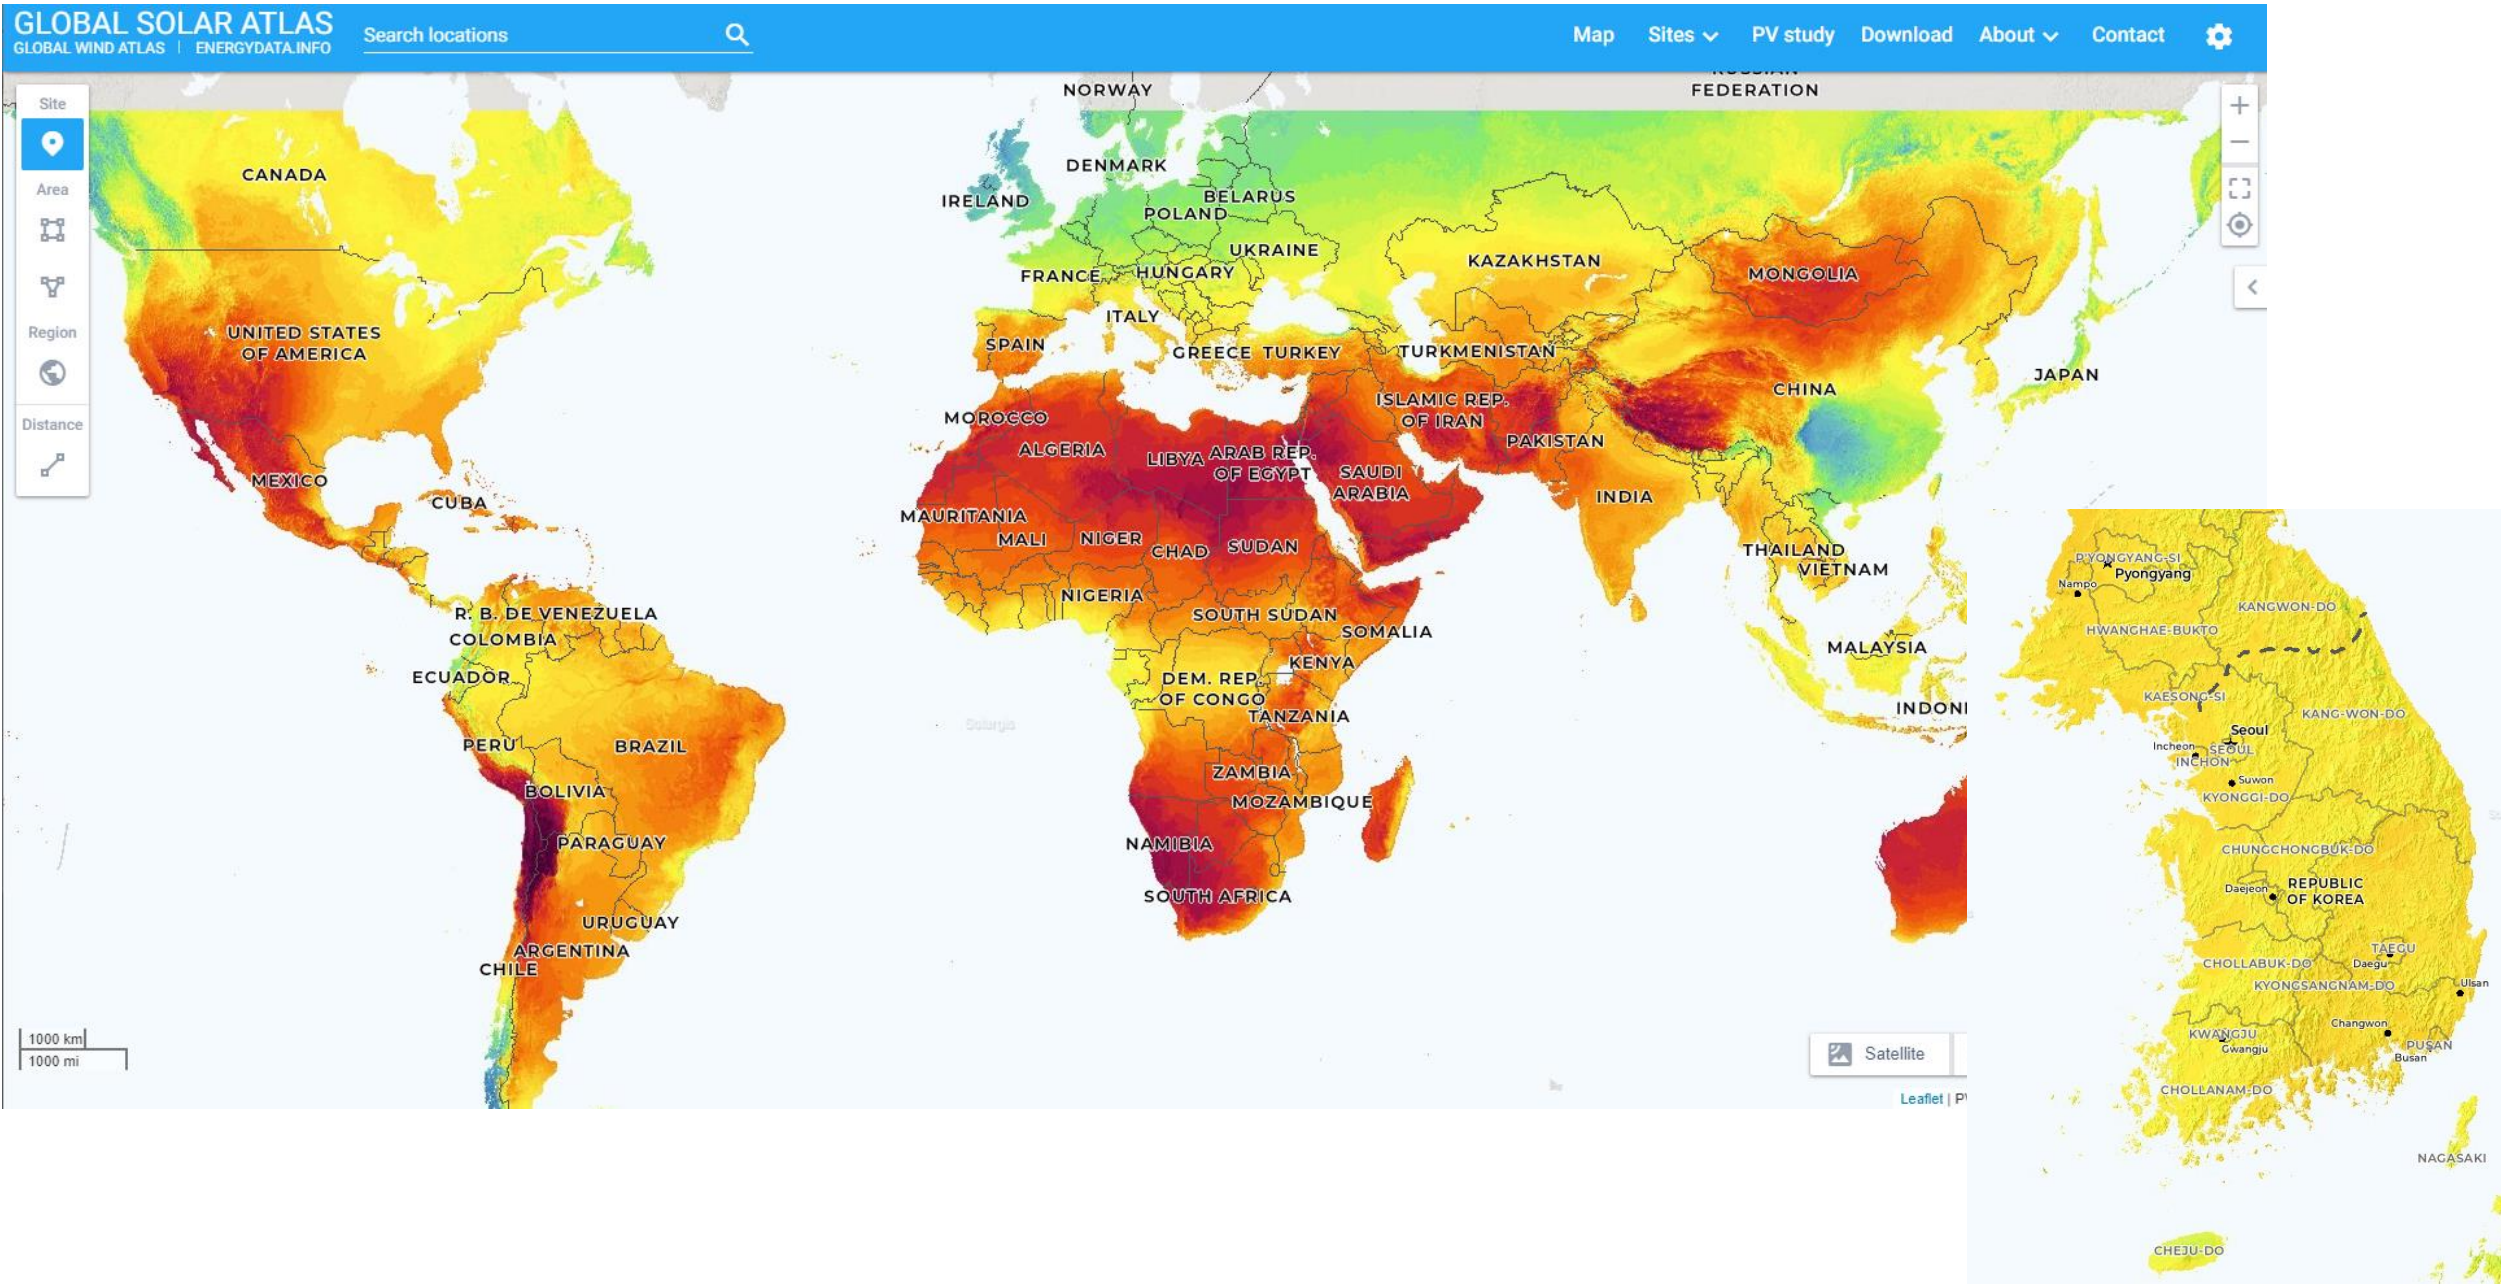 GLOBAL SOLAR ATLAS
GLOBAL WIND ATLAS | ENERGYDATA.INFO
Search locations
Map
Sites
PV study
Download
About
Contact
Site
Area
Region
Distance
NORWAY
FEDERATION
CANADA
DENMARK
IRELAND
BELARUS
POLAND
UKRAINE
FRANCE
HUNGARY
KAZAKHSTAN
MONGOLIA
ITALY
UNITED STATES
OF AMERICA
SPAIN
GREECE
TURKEY
TURKMENISTAN
JAPAN
CHINA
ISLAMIC REP.
OF IRAN
MOROCCO
ALGERIA
LIBYA
ARAB REP.
OF EGYPT
PAKISTAN
SAUDI
ARABIA
MEXICO
CUBA
INDIA
MAURITANIA
MALI
NIGER
CHAD
SUDAN
THAILAND
VIETNAM
NIGERIA
R. B. DE VENEZUELA
SOUTH SUDAN
COLOMBIA
SOMALIA
MALAYSIA
KENYA
ECUADOR
DEM. REP.
OF CONGO
TANZANIA
INDONI
Solargis
PERU
BRAZIL
ZAMBIA
BOLIVIA
MOZAMBIQUE
PARAGUAY
NAMIBIA
SOUTH AFRICA
URUGUAY
ARGENTINA
CHILE
1000 km
1000 mi
Satellite
Leaflet | P
P'YONGYANG-SI
Pyongyang
Nampo
KANGWON-DO
HWANGHAE-BUKTO
KAESONG-SI
KANG-WON-DO
Seoul
Incheon
SEOUL
INCHON
Suwon
KYONGGI-DO
CHUNGCHONGBUK-DO
Daejeon
REPUBLIC
OF KOREA
TAEGU
Daegu
CHOLLABUK-DO
KYONGSANGNAM-DO
Ulsan
Changwon
KWANGJU
Gwangju
PUSAN
Busan
CHOLLANAM-DO
NAGASAKI
CHEJU-DO